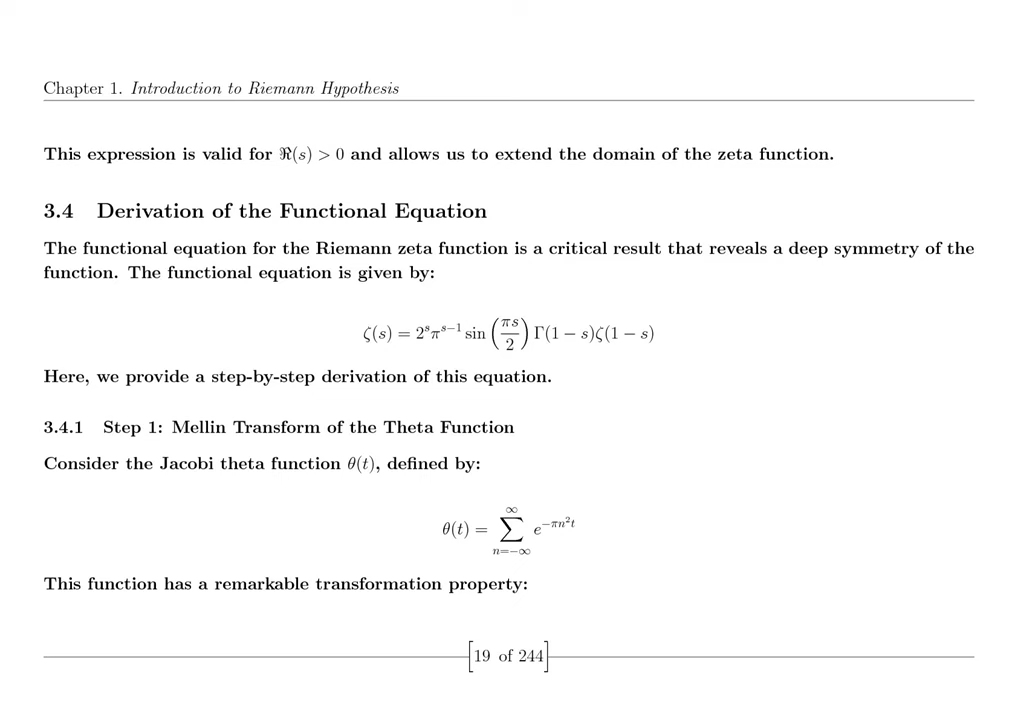 Chapter 1. Introduction to Riemann Hypothesis
This expression is valid for ℜ(s) > 0 and allows us to extend the domain of the zeta function.
3.4 Derivation of the Functional Equation
The functional equation for the Riemann zeta function is a critical result that reveals a deep symmetry of the
function. The functional equation is given by:
ζ(s) = 2^s π^{s−1} sin (πs/2) Γ(1 − s)ζ(1 − s)
Here, we provide a step-by-step derivation of this equation.
3.4.1 Step 1: Mellin Transform of the Theta Function
Consider the Jacobi theta function θ(t), defined by:
θ(t) = ∑_{n=−∞}^{∞} e^{−πn²t}
This function has a remarkable transformation property:
[19 of 244]